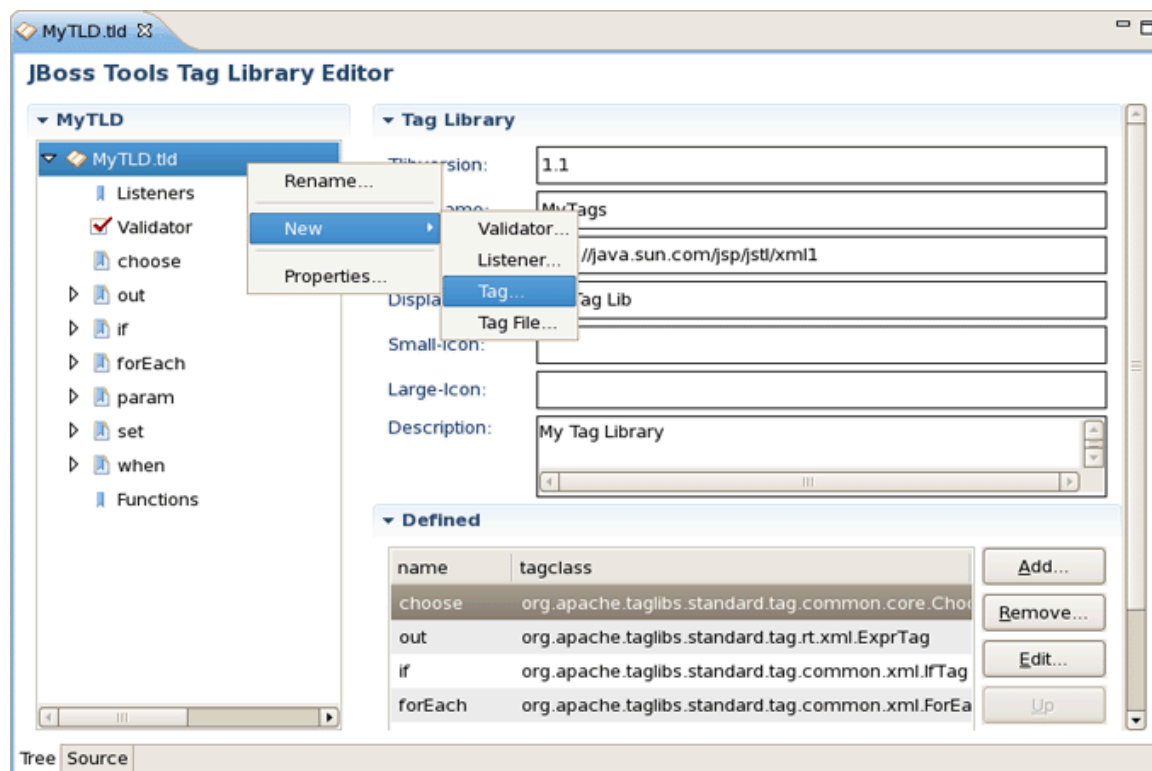 MyTLD.tld
JBoss Tools Tag Library Editor
MyTLD
MyTLD.tld
Listeners
Validator
choose
out
if
forEach
param
set
when
Functions
Rename...
New
Properties...
Validator...
Listener...
Tag...
Tag File...
Tag Library
1.1
MyTags
//java.sun.com/jsp/jstl/xml1
Displa
Tag Lib
Small-Icon:
Large-Icon:
Description:
My Tag Library
Defined
name tagclass
choose org.apache.taglibs.standard.tag.common.core.Choo
out org.apache.taglibs.standard.tag.rt.xml.ExprTag
if org.apache.taglibs.standard.tag.common.xml.IfTag
forEach org.apache.taglibs.standard.tag.common.xml.ForEa
Add...
Remove...
Edit...
Up
Tree Source